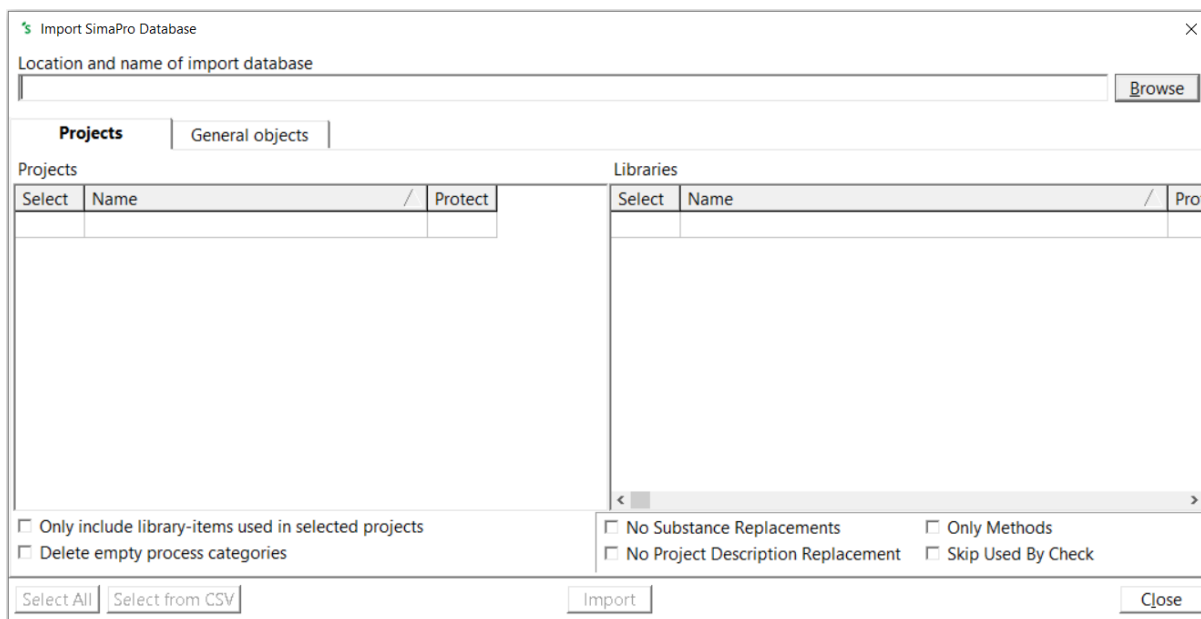 Import SimaPro Database
Location and name of import database
Browse
Projects General objects
Projects Libraries
Select Name Protect Select Name Pro
Only include library-items used in selected projects
Delete empty process categories
No Substance Replacements Only Methods
No Project Description Replacement Skip Used By Check
Select All Select from CSV Import Close